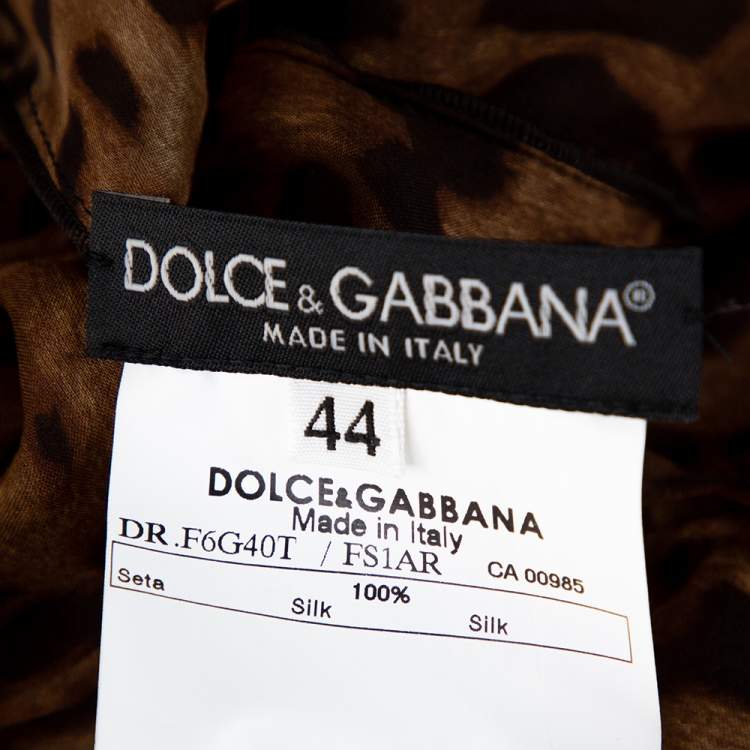 DOLCE & GABBANA®
MADE IN ITALY
44
DOLCE&GABBANA
Made in Italy
DR.F6G40T / FS1AR CA 00985
100%
Seta Silk Silk